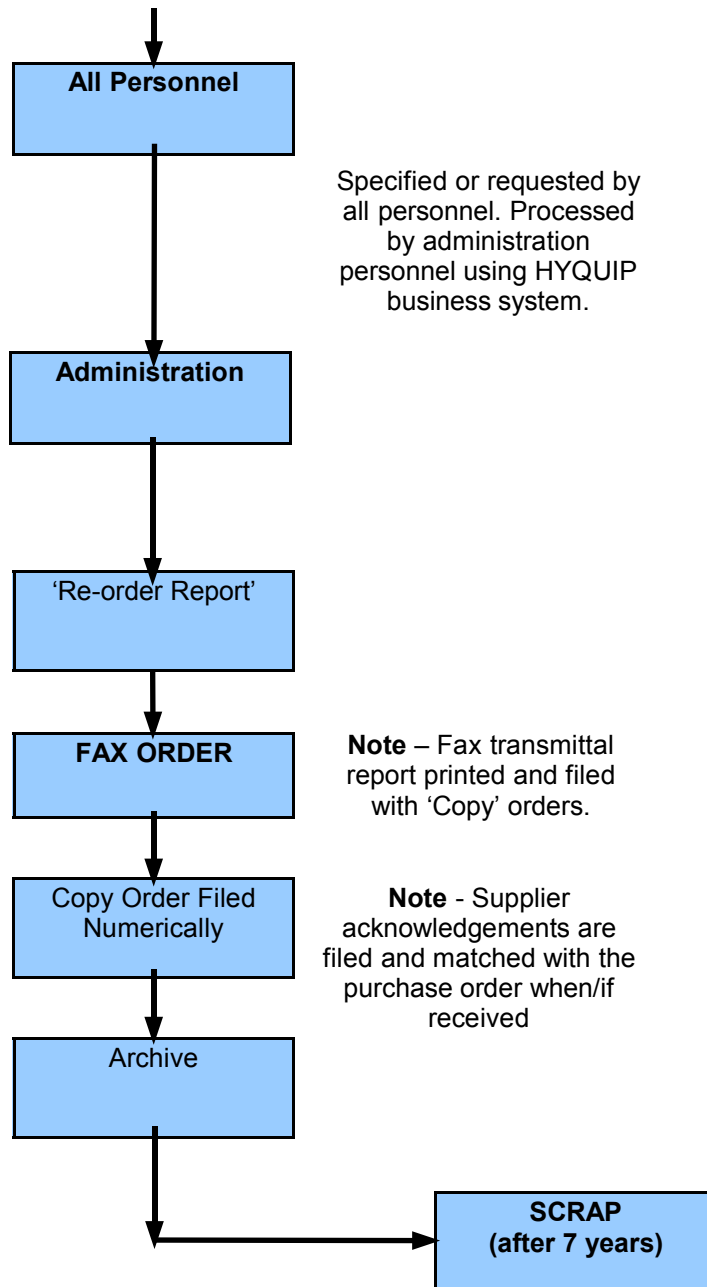 All Personnel
Specified or requested by
all personnel. Processed
by administration
personnel using HYQUIP
business system.
Administration
‘Re-order Report’
FAX ORDER
Note – Fax transmittal
report printed and filed
with ‘Copy’ orders.
Copy Order Filed
Numerically
Note - Supplier
acknowledgements are
filed and matched with the
purchase order when/if
received
Archive
SCRAP
(after 7 years)